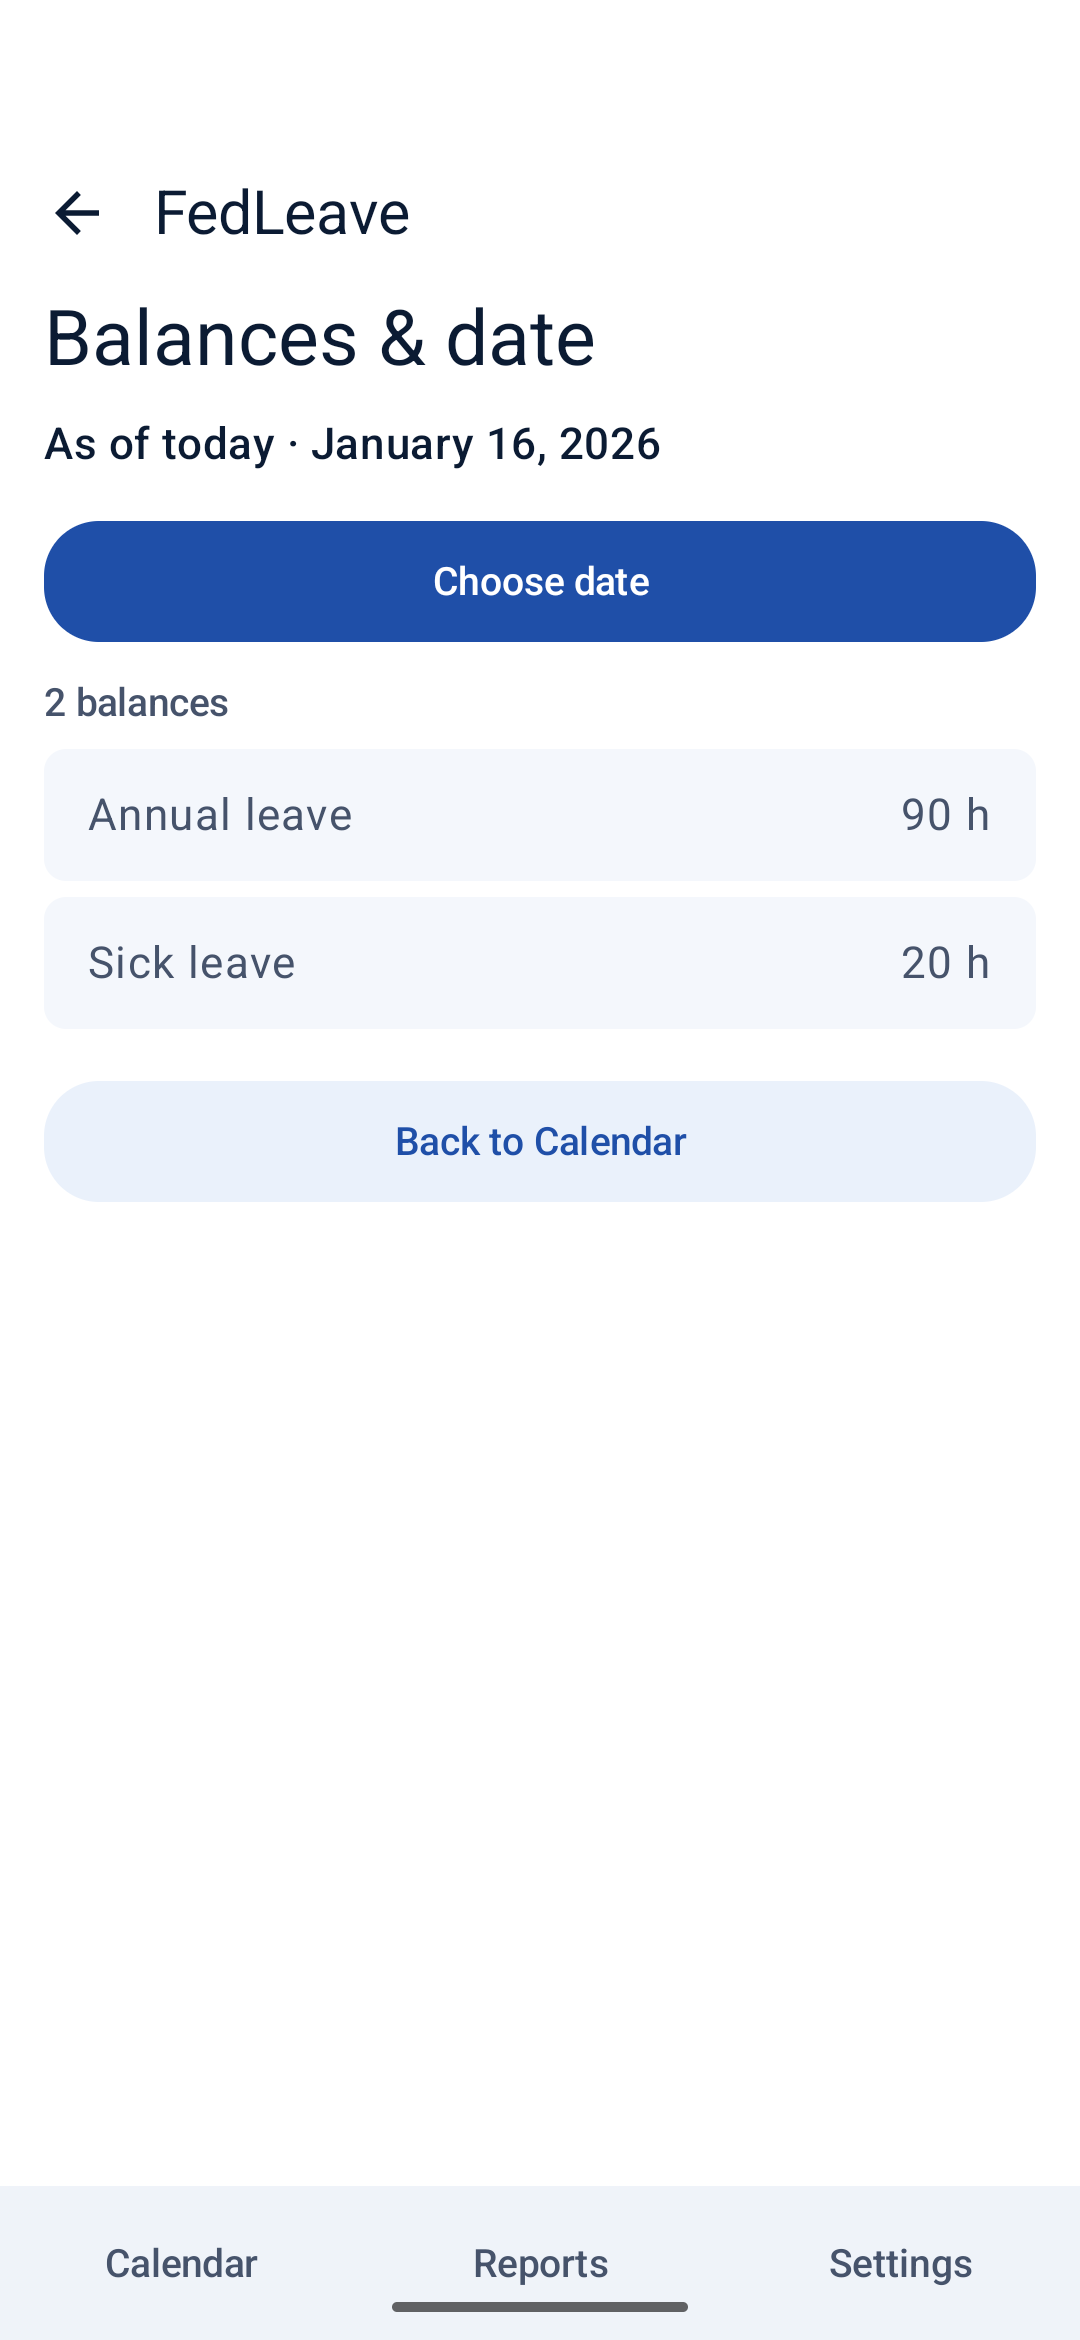 FedLeave
Balances & date
As of today · January 16, 2026
Choose date
2 balances
Annual leave 90 h
Sick leave 20 h
Back to Calendar
Calendar Reports Settings